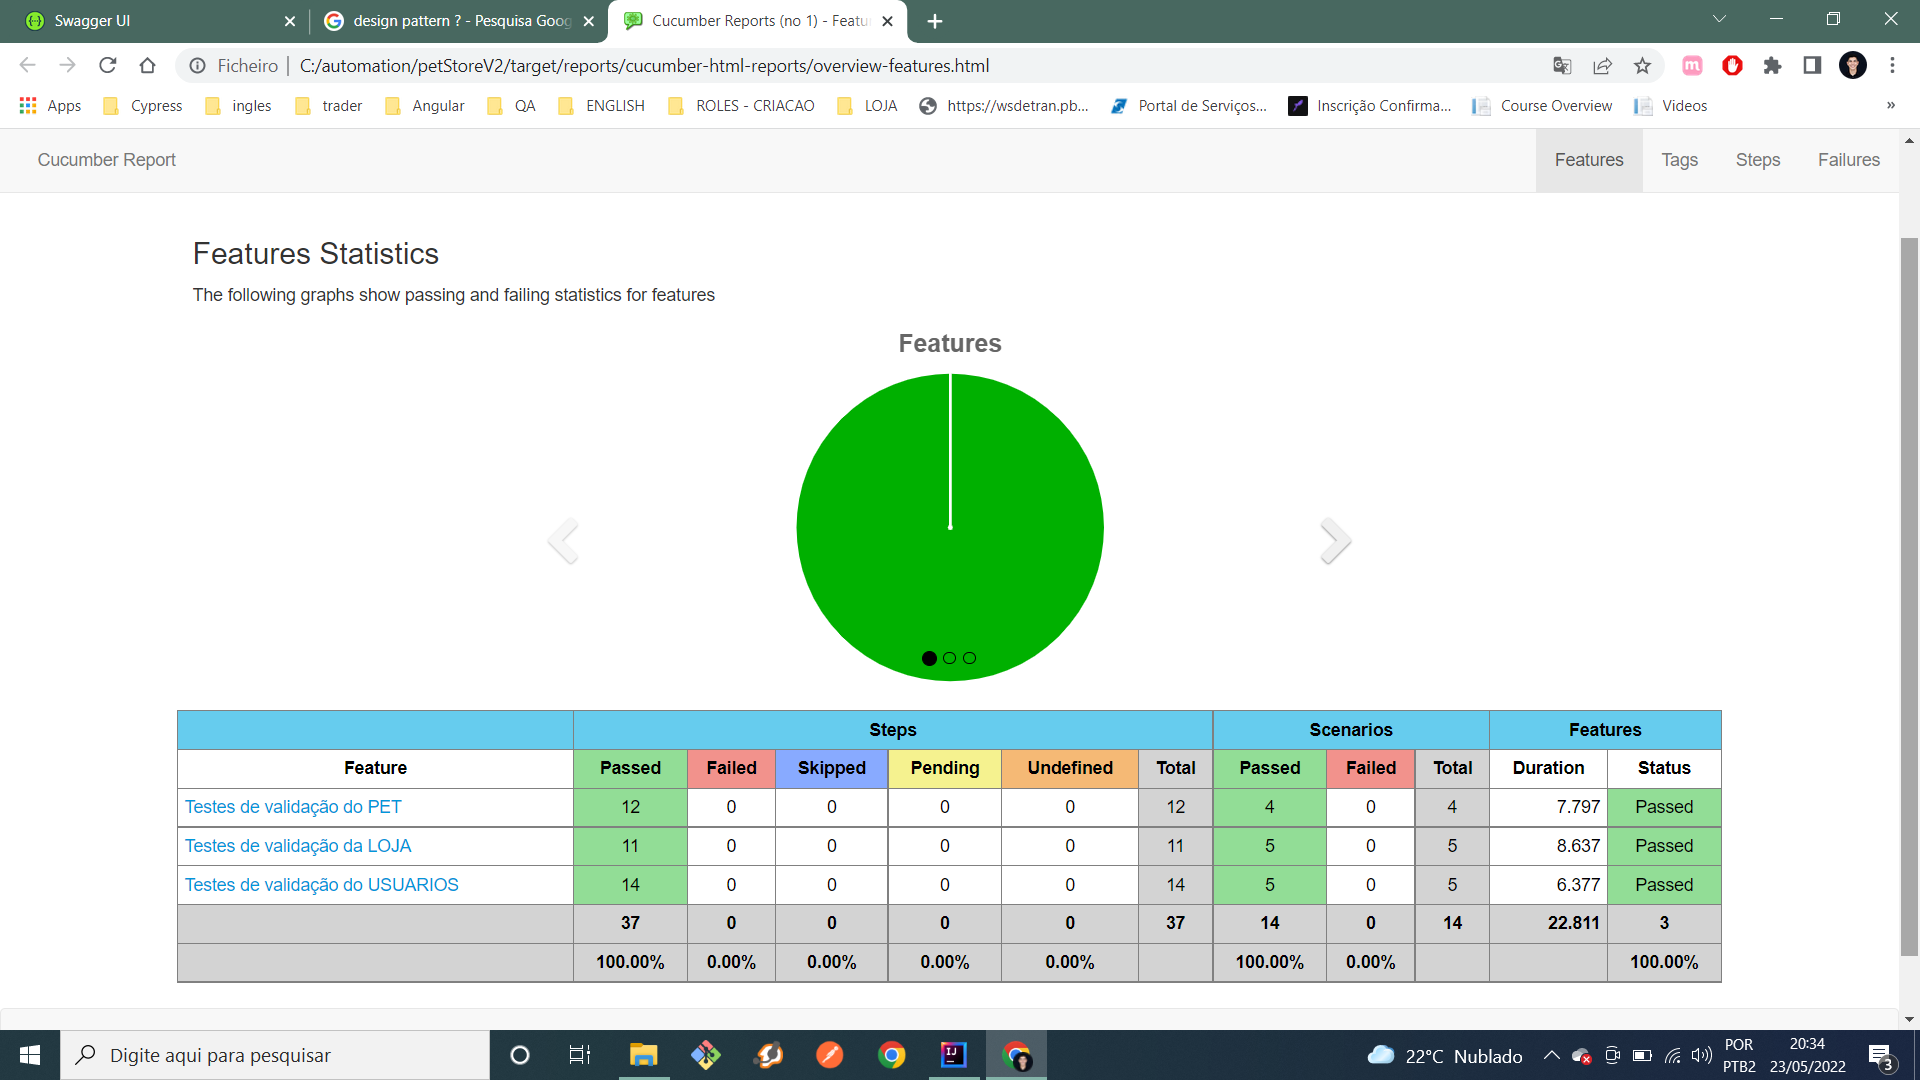 Swagger UI
design pattern ? - Pesquisa Goog
Cucumber Reports (no 1) - Featu
Ficheiro
C:/automation/petStoreV2/target/reports/cucumber-html-reports/overview-features.html
Apps Cypress ingles trader Angular QA ENGLISH ROLES - CRIACAO LOJA https://wsdetran.pb... Portal de Serviços... Inscrição Confirma... Course Overview Videos »
Cucumber Report Features Tags Steps Failures
Features Statistics
The following graphs show passing and failing statistics for features
Features
Steps Scenarios Features
Feature Passed Failed Skipped Pending Undefined Total Passed Failed Total Duration Status
Testes de validação do PET 12 0 0 0 0 12 4 0 4 7.797 Passed
Testes de validação da LOJA 11 0 0 0 0 11 5 0 5 8.637 Passed
Testes de validação do USUARIOS 14 0 0 0 0 14 5 0 5 6.377 Passed
37 0 0 0 0 37 14 0 14 22.811 3
100.00% 0.00% 0.00% 0.00% 0.00% 100.00% 0.00% 100.00%
Digite aqui para pesquisar
IJ
22°C Nublado
POR
PTB2
20:34
23/05/2022
3